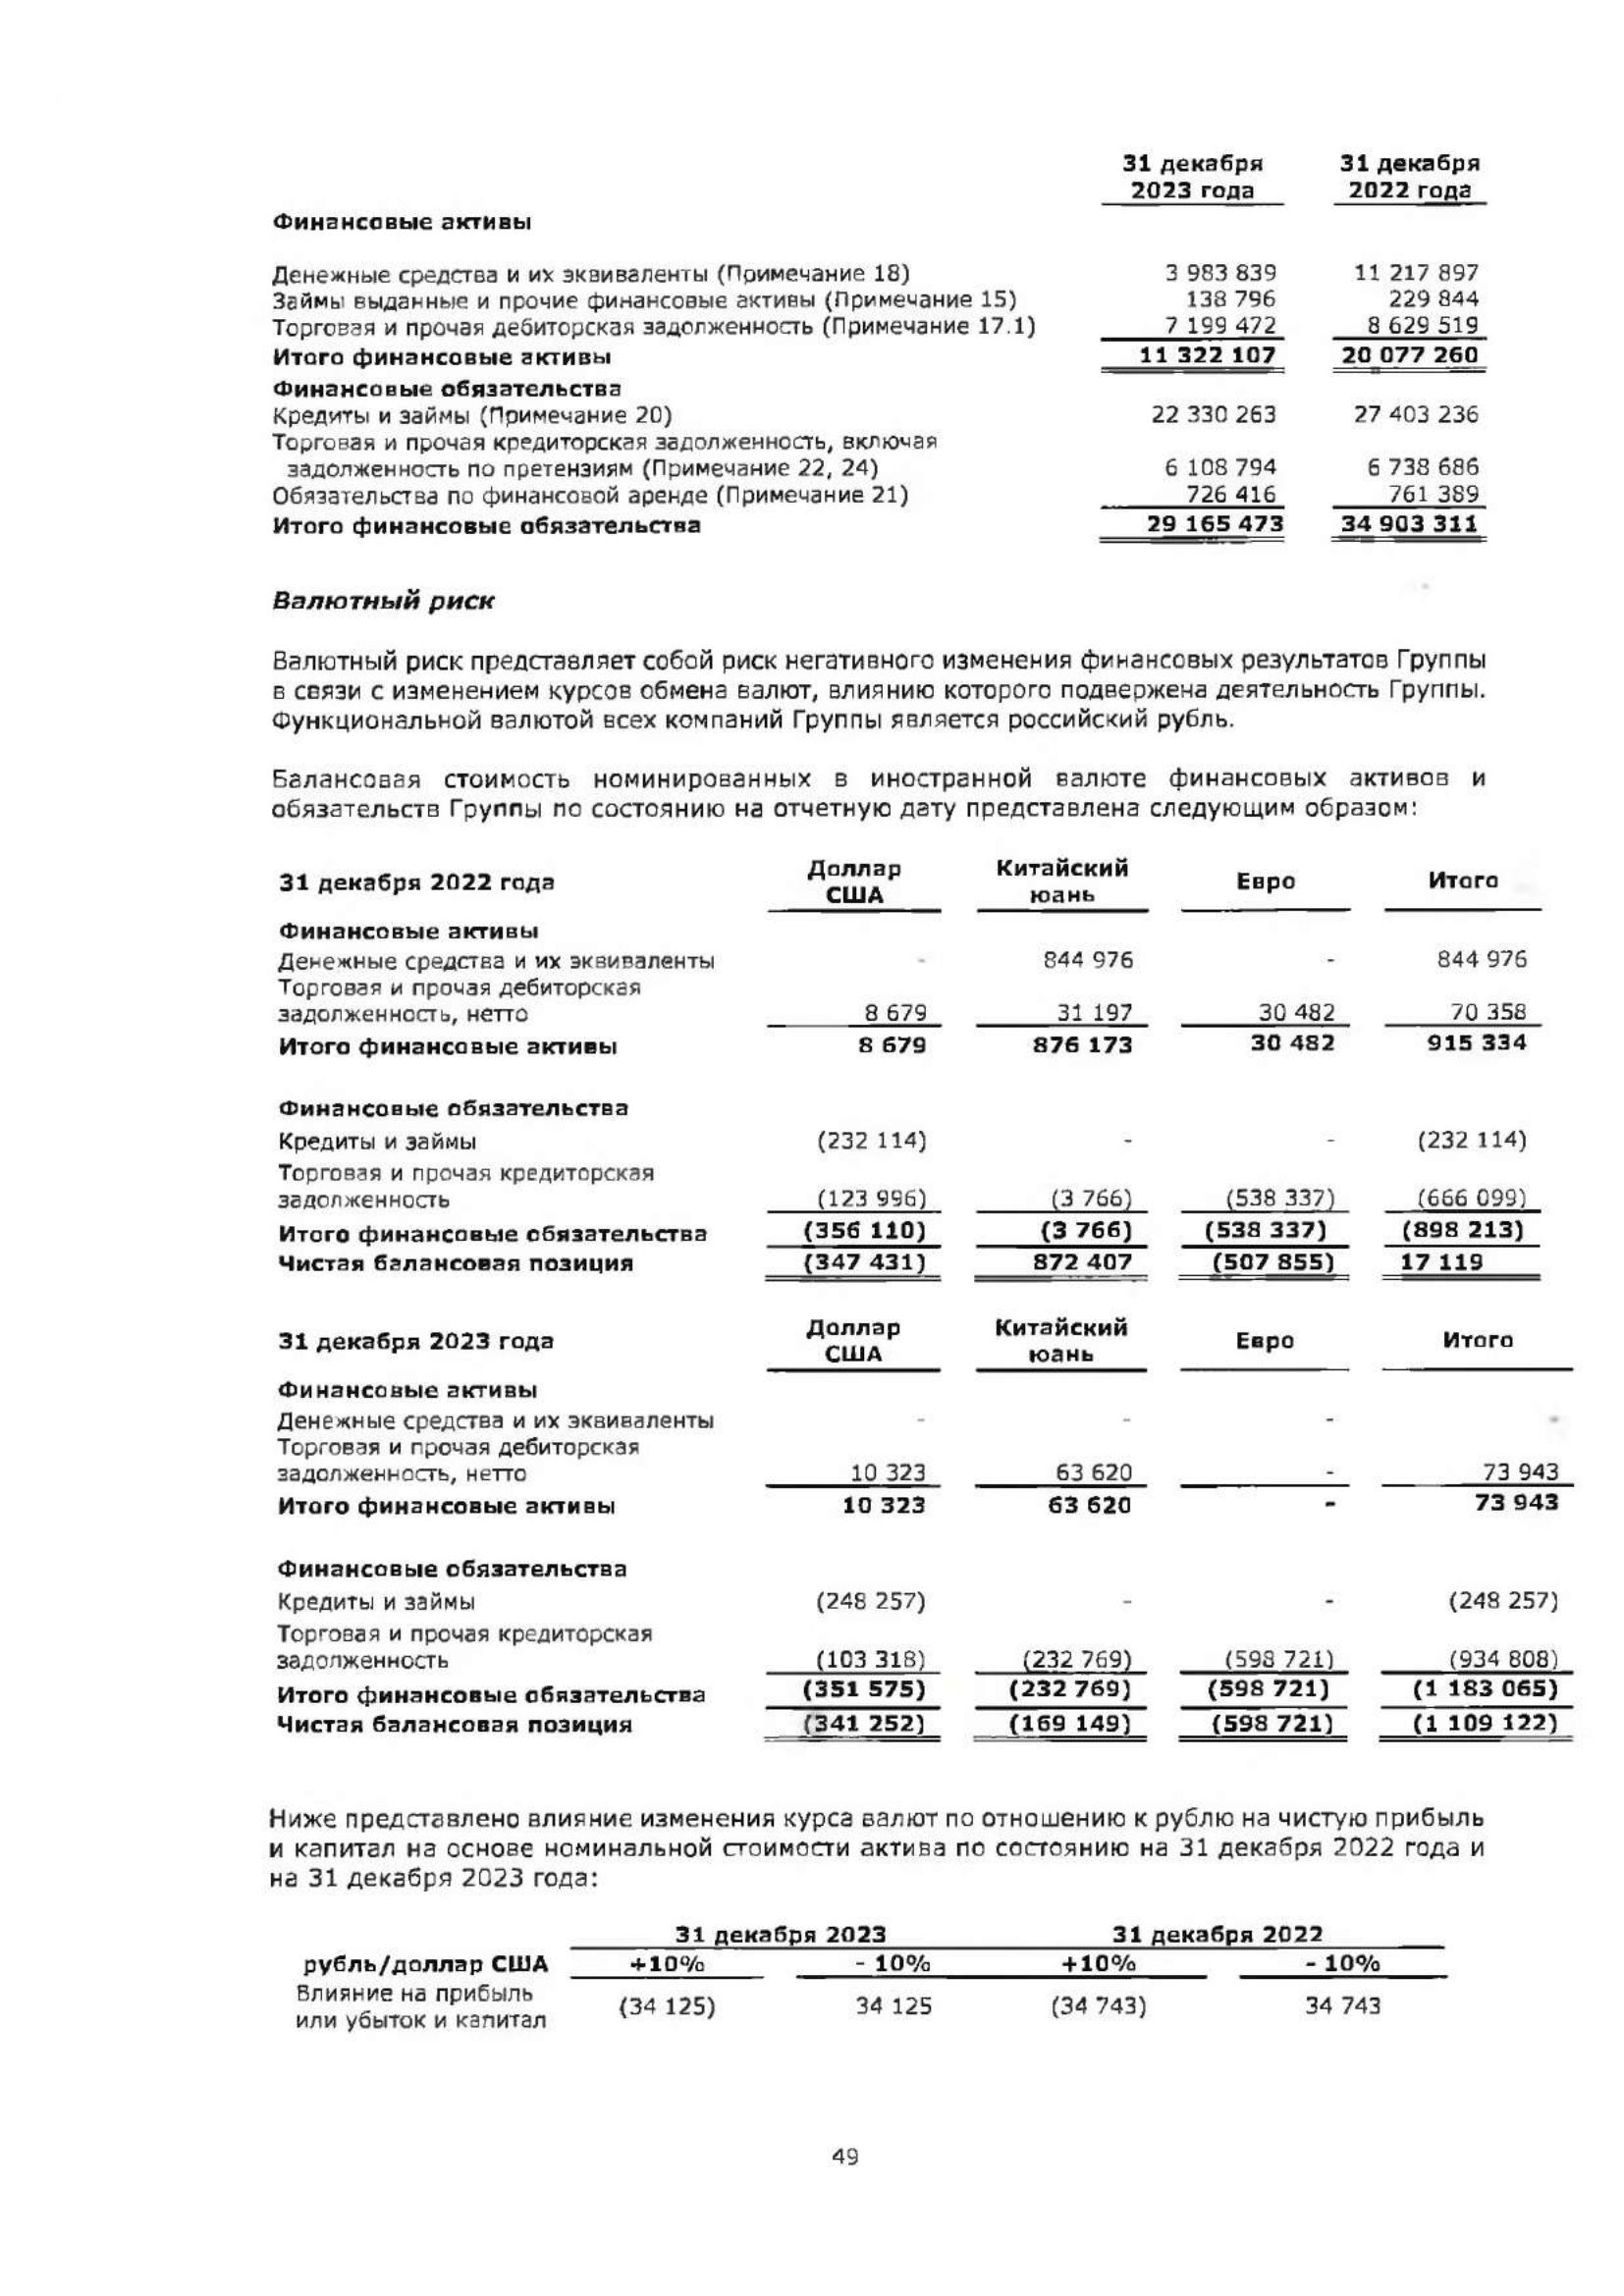 31 декабря 2023 года 31 декабря 2022 года
Финансовые активы
Денежные средства и их эквиваленты (Примечание 18) 3 983 839 11 217 897
Займы выданные и прочие финансовые активы (Примечание 15) 138 796 229 844
Торговая и прочая дебиторская задолженность (Примечание 17.1) 7 199 472 8 629 519
Итого финансовые активы 11 322 107 20 077 260
Финансовые обязательства
Кредиты и займы (Примечание 20) 22 330 263 27 403 236
Торговая и прочая кредиторская задолженность, включая
задолженность по претензиям (Примечание 22, 24) 6 108 794 6 738 686
Обязательства по финансовой аренде (Примечание 21) 726 416 761 389
Итого финансовые обязательства 29 165 473 34 903 311
Валютный риск
Валютный риск представляет собой риск негативного изменения финансовых результатов Группы
в связи с изменением курсов обмена валют, влиянию которого подвержена деятельность Группы.
Функциональной валютой всех компаний Группы является российский рубль.
Балансовая стоимость номинированных в иностранной валюте финансовых активов и
обязательств Группы по состоянию на отчетную дату представлена следующим образом:
31 декабря 2022 года Доллар США Китайский юань Евро Итого
Финансовые активы
Денежные средства и их эквиваленты - 844 976 - 844 976
Торговая и прочая дебиторская
задолженность, нетто 8 679 31 197 30 482 70 358
Итого финансовые активы 8 679 876 173 30 482 915 334
Финансовые обязательства
Кредиты и займы (232 114) - - (232 114)
Торговая и прочая кредиторская
задолженность (123 996) (3 766) (538 337) (666 099)
Итого финансовые обязательства (356 110) (3 766) (538 337) (898 213)
Чистая балансовая позиция (347 431) 872 407 (507 855) 17 119
31 декабря 2023 года Доллар США Китайский юань Евро Итого
Финансовые активы
Денежные средства и их эквиваленты - - - -
Торговая и прочая дебиторская
задолженность, нетто 10 323 63 620 - 73 943
Итого финансовые активы 10 323 63 620 - 73 943
Финансовые обязательства
Кредиты и займы (248 257) - - (248 257)
Торговая и прочая кредиторская
задолженность (103 318) (232 769) (598 721) (934 808)
Итого финансовые обязательства (351 575) (232 769) (598 721) (1 183 065)
Чистая балансовая позиция (341 252) (169 149) (598 721) (1 109 122)
Ниже представлено влияние изменения курса валют по отношению к рублю на чистую прибыль
и капитал на основе номинальной стоимости актива по состоянию на 31 декабря 2022 года и
на 31 декабря 2023 года:
31 декабря 2023 31 декабря 2022
рубль/доллар США +10% - 10% +10% - 10%
Влияние на прибыль
или убыток и капитал (34 125) 34 125 (34 743) 34 743
49